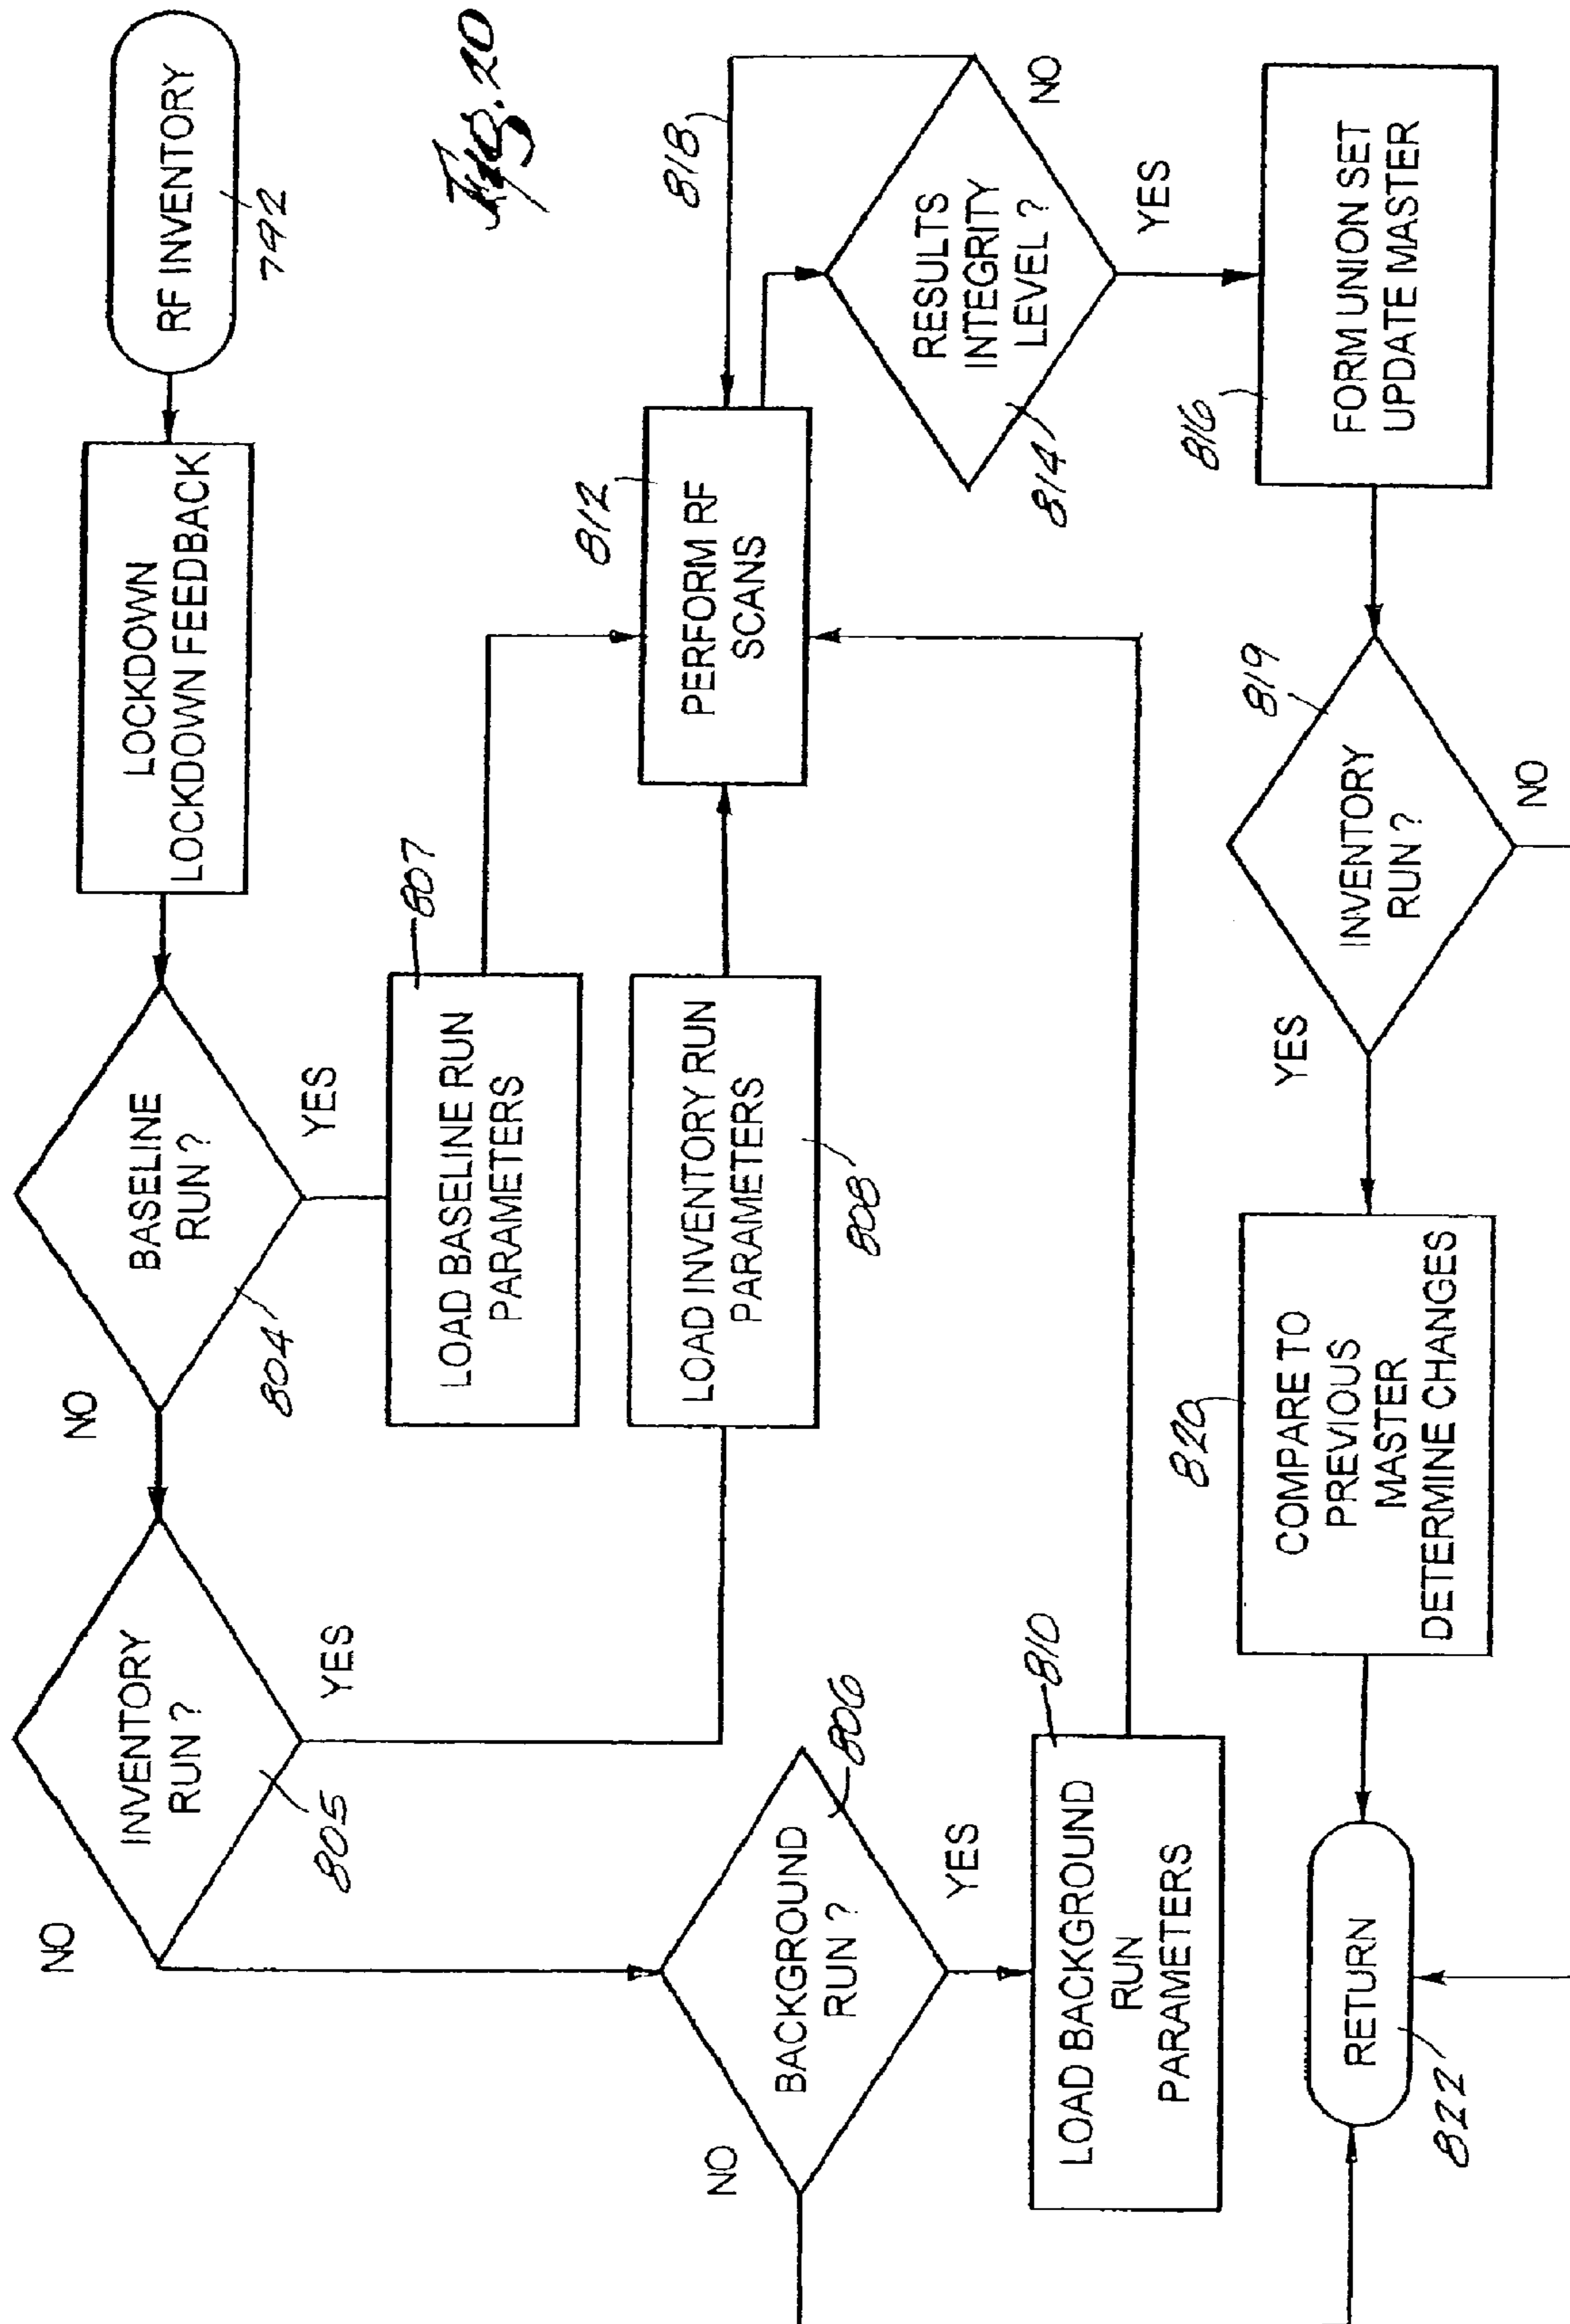 Fig. 20
RF INVENTORY
792
LOCKDOWN
LOCKDOWN FEEDBACK
BASELINE
RUN ?
804
NO
YES
INVENTORY
RUN ?
805
NO
YES
LOAD BASELINE RUN
PARAMETERS
807
LOAD INVENTORY RUN
PARAMETERS
808
BACKGROUND
RUN ?
806
NO
YES
LOAD BACKGROUND
RUN
PARAMETERS
810
PERFORM RF
SCANS
812
818
RESULTS
INTEGRITY
LEVEL ?
814
NO
YES
FORM UNION SET
UPDATE MASTER
816
INVENTORY
RUN ?
819
YES
NO
COMPARE TO
PREVIOUS
MASTER
DETERMINE CHANGES
820
RETURN
822